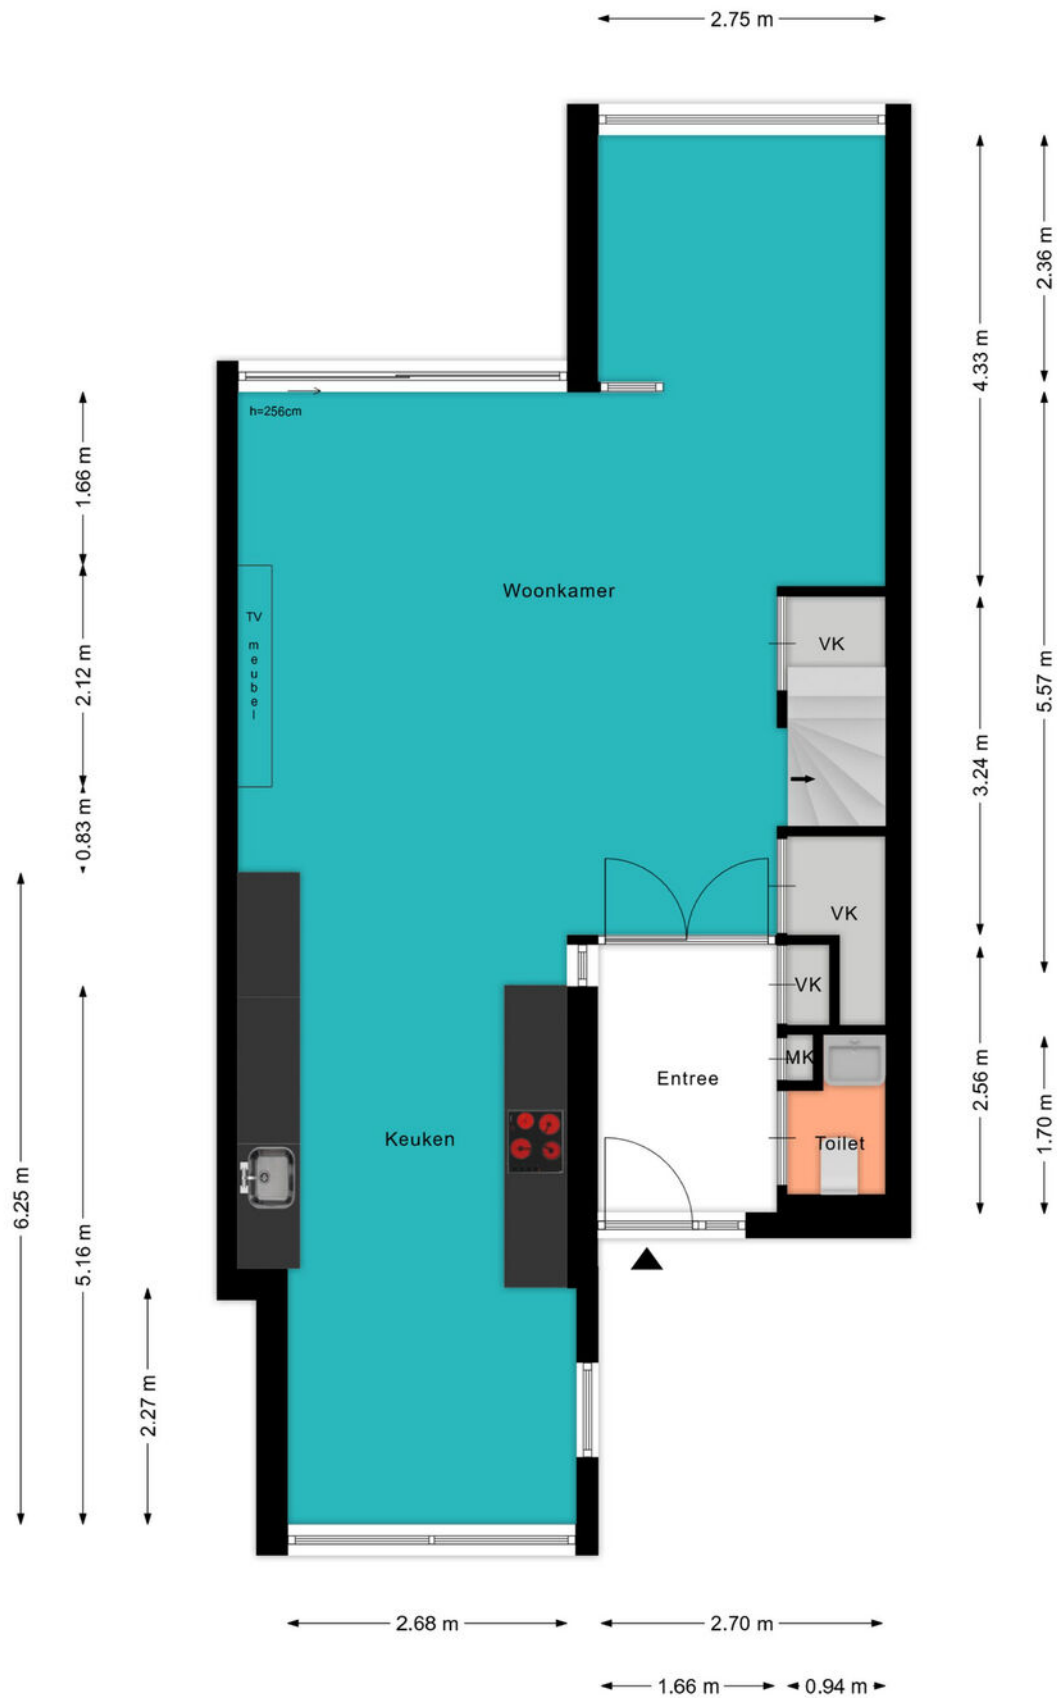 2.75 m
2.36 m
4.33 m
h=256cm
1.66 m
Woonkamer
TV
meubel
VK
2.12 m
5.57 m
3.24 m
0.83 m
VK
VK
MK
Entree
2.56 m
1.70 m
Keuken
Toilet
6.25 m
5.16 m
2.27 m
2.68 m
2.70 m
1.66 m
0.94 m